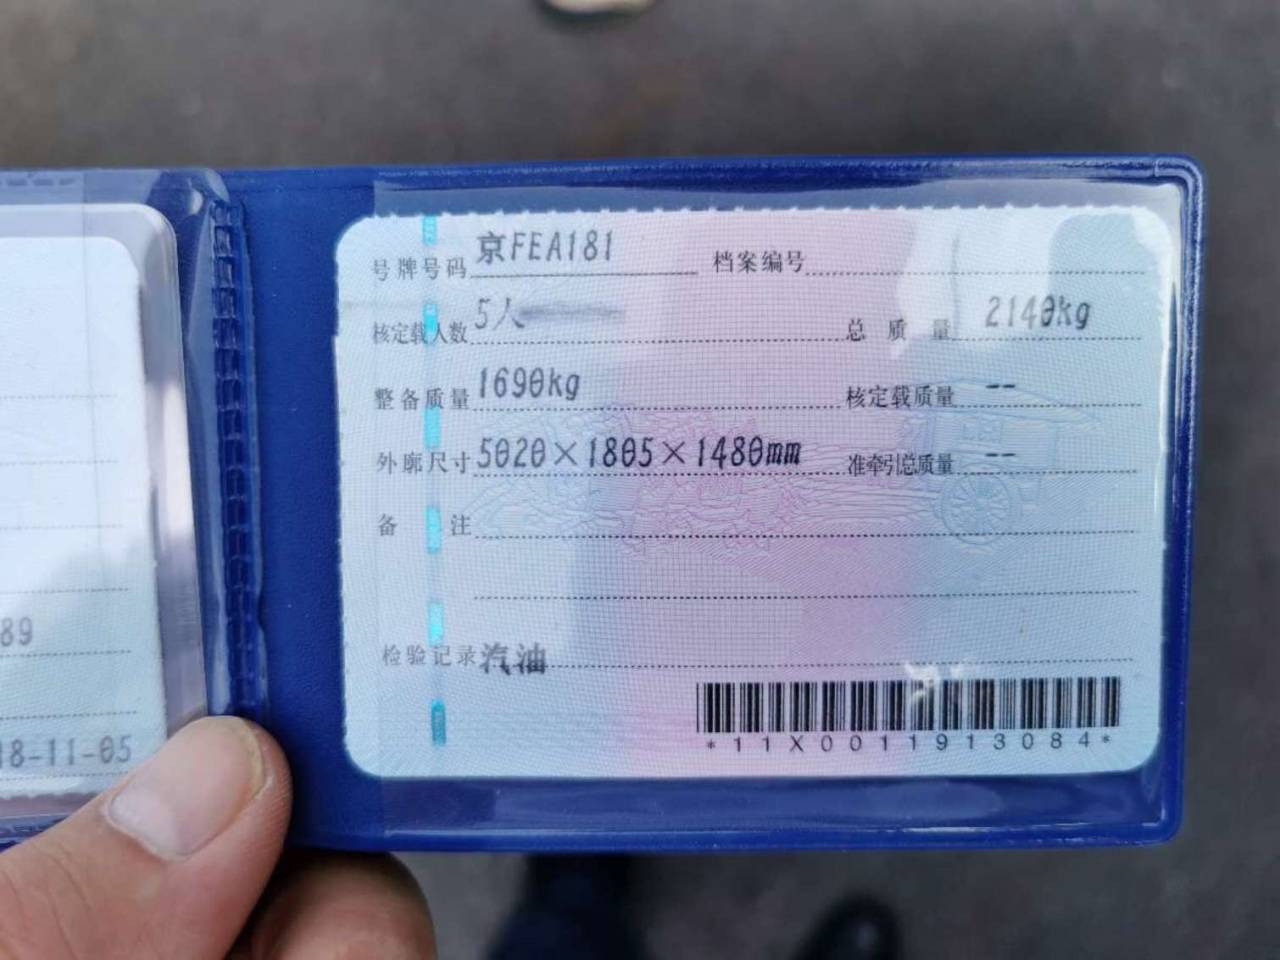 89
18-11-05
号牌号码 京FEA181 档案编号
核定载人数 5人 总质量 2140kg
整备质量 1690kg 核定载质量 --
外廓尺寸 5020×1805×1480mm 准牵引总质量 --
备注
检验记录 汽油
*11X0011913084*